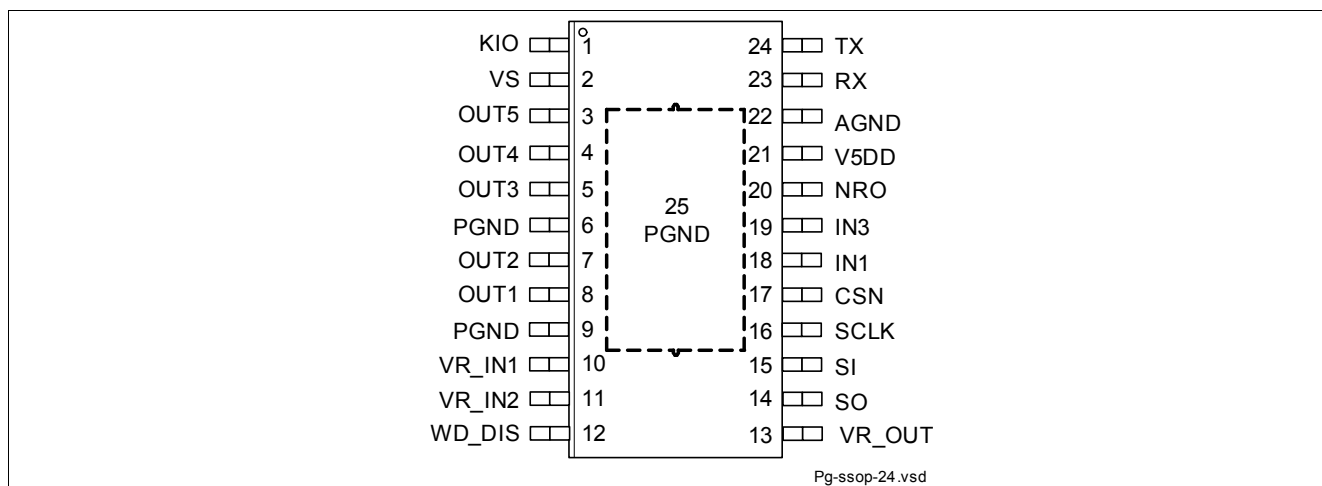 KIO 1 24 TX
VS 2 23 RX
OUT5 3 22 AGND
OUT4 4 21 V5DD
OUT3 5 20 NRO
PGND 6 19 IN3
25
PGND
OUT2 7 18 IN1
OUT1 8 17 CSN
PGND 9 16 SCLK
VR_IN1 10 15 SI
VR_IN2 11 14 SO
WD_DIS 12 13 VR_OUT
Pg-ssop-24.vsd